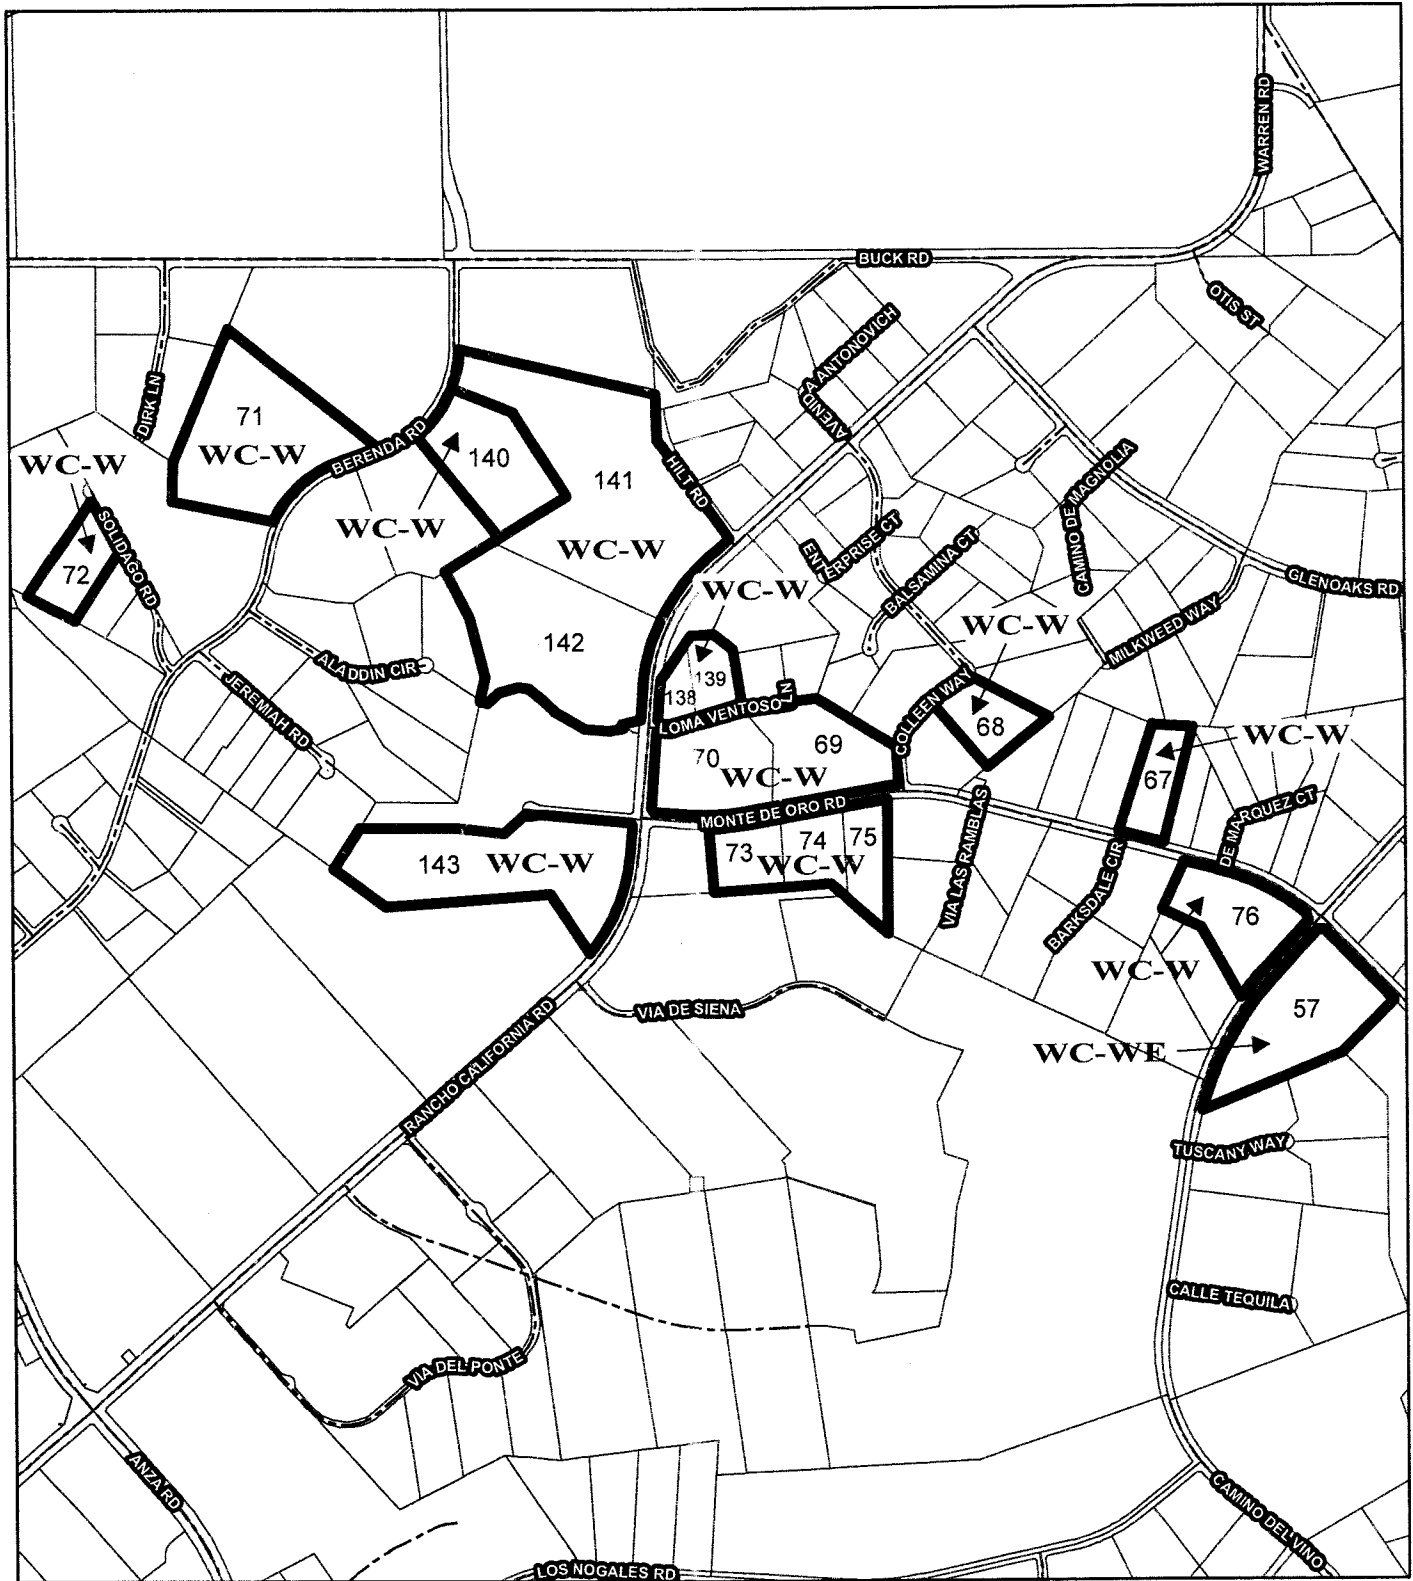 WARREN RD
BUCK RD
OTIS ST
AVENIDA ANTONOVICH
DIRK LN
71
WC-W
BERENDA RD
140
141
HILT RD
WC-W
CAMINO DE MAGNOLIA
WC-W
WC-W
SOLIDAGO RD
72
ENTERPRISE CT
BALSAMINA CT
GLENOAKS RD
WC-W
WC-W
MILKWEED WAY
142
ALADDIN CIR
JEREMIAH RD
138
139
LOMA VENTOSO LN
COLLEEN WAY
68
70
69
WC-W
WC-W
67
MONTE DE ORO RD
VIA LAS RAMBLAS
DE MARQUEZ CT
143
WC-W
73
74
75
WC-W
BARKSDALE CIR
76
WC-W
57
RANCHO CALIFORNIA RD
VIA DE SIENA
WC-WE
TUSCANY WAY
CALLE TEQUILA
VIA DEL PONTE
ANZA RD
CAMINO DEL VINO
LOS NOGALES RD